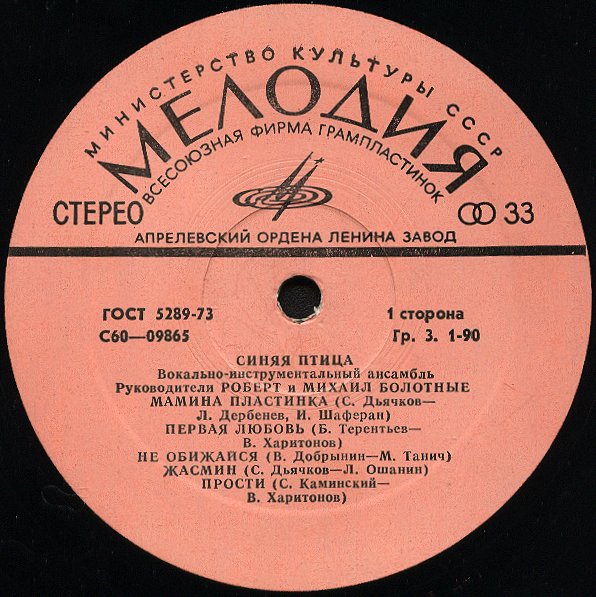 МИНИСТЕРСТВО КУЛЬТУРЫ СССР
МЕЛОДИЯ
ВСЕСОЮЗНАЯ ФИРМА ГРАМПЛАСТИНОК
СТЕРЕО 33
АПРЕЛЕВСКИЙ ОРДЕНА ЛЕНИНА ЗАВОД
ГОСТ 5289-73 1 сторона
С60—09865 Гр. 3. 1-90
СИНЯЯ ПТИЦА
Вокально-инструментальный ансамбль
Руководители РОБЕРТ и МИХАИЛ БОЛОТНЫЕ
МАМИНА ПЛАСТИНКА (С. Дьячков—
Л. Дербенев, И. Шаферан)
ПЕРВАЯ ЛЮБОВЬ (Б. Терентьев—
В. Харитонов)
НЕ ОБИЖАЙСЯ (В. Добрынин—М. Танич)
ЖАСМИН (С. Дьячков—Л. Ошанин)
ПРОСТИ (С. Каминский—
В. Харитонов)